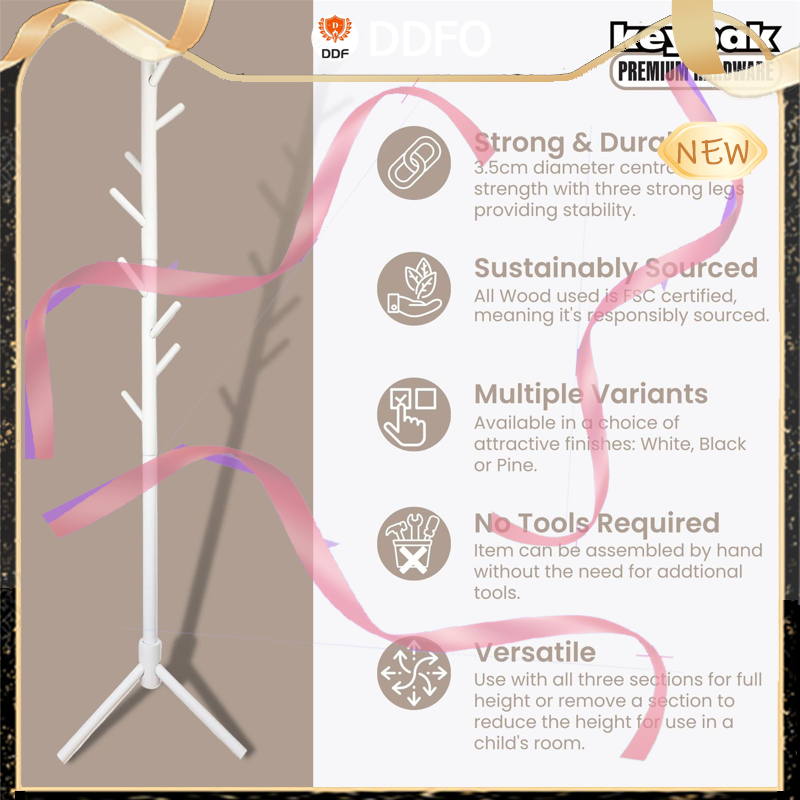 DDF
DDFO
PREMIUM HARDWARE
NEW
Strong & Dura
3.5cm diameter centr
strength with three strong legs
providing stability.
Sustainably Sourced
All Wood used is FSC certified,
meaning it's responsibly sourced.
Multiple Variants
Available in a choice of
attractive finishes: White, Black
or Pine.
No Tools Required
Item can be assembled by hand
without the need for addtional
tools.
Versatile
Use with all three sections for full
height or remove a section to
reduce the height for use in a
child's room.